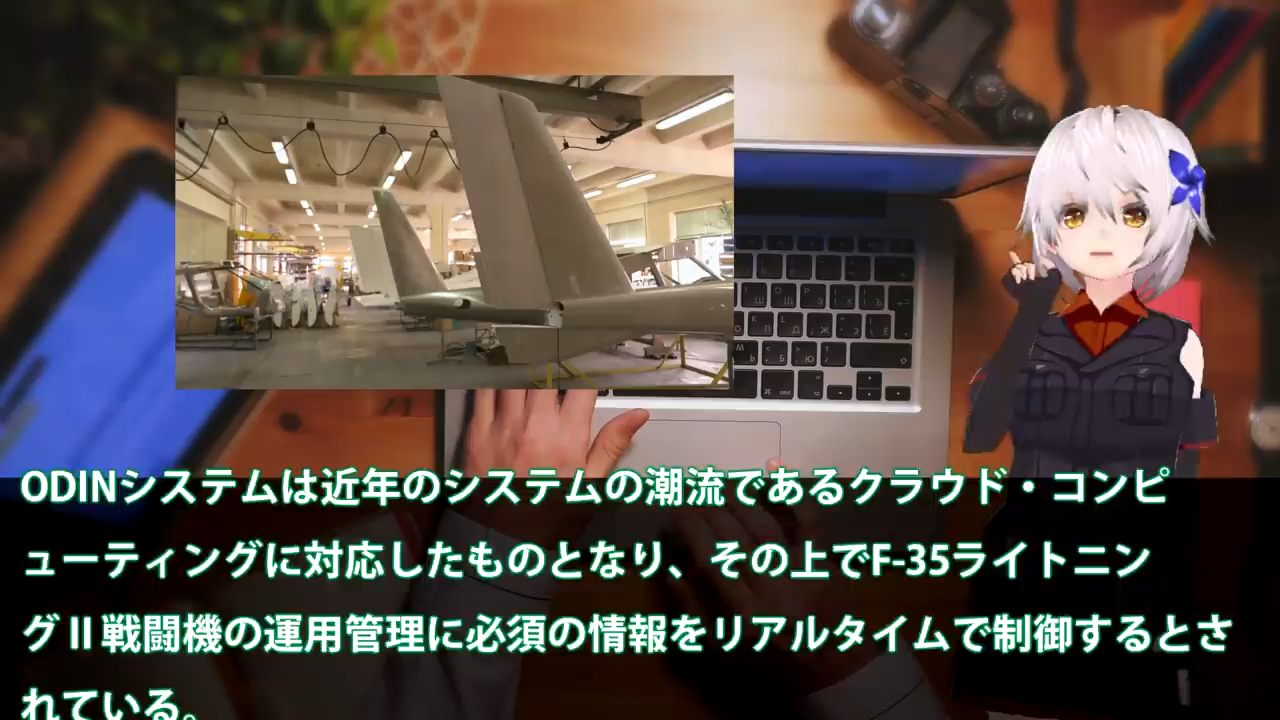 ODINシステムは近年のシステムの潮流であるクラウド・コンピ
ューティングに対応したものとなり、その上でF-35ライトニン
グⅡ戦闘機の運用管理に必須の情報をリアルタイムで制御するとさ
れている。